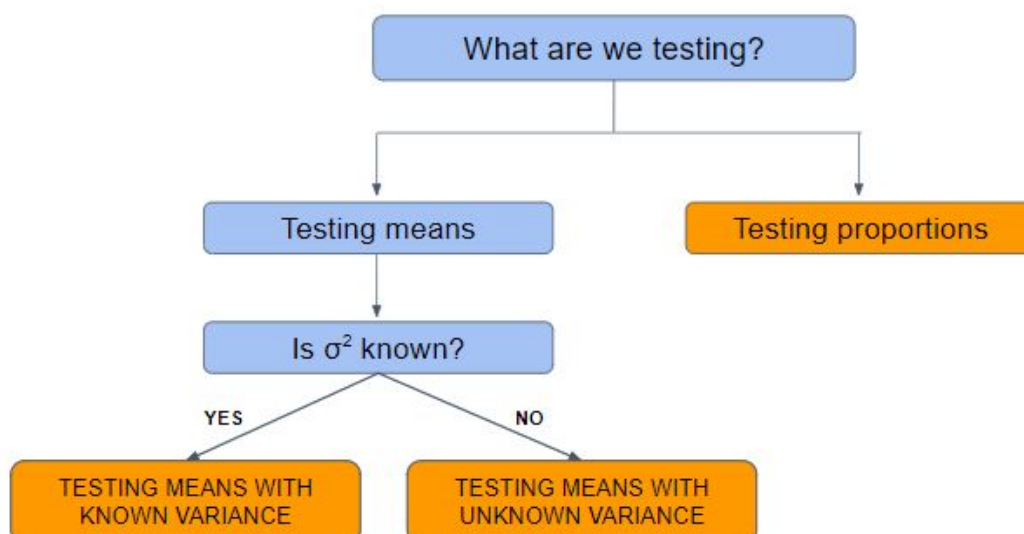 What are we testing?
Testing means
Testing proportions
Is σ² known?
YES
NO
TESTING MEANS WITH
KNOWN VARIANCE
TESTING MEANS WITH
UNKNOWN VARIANCE